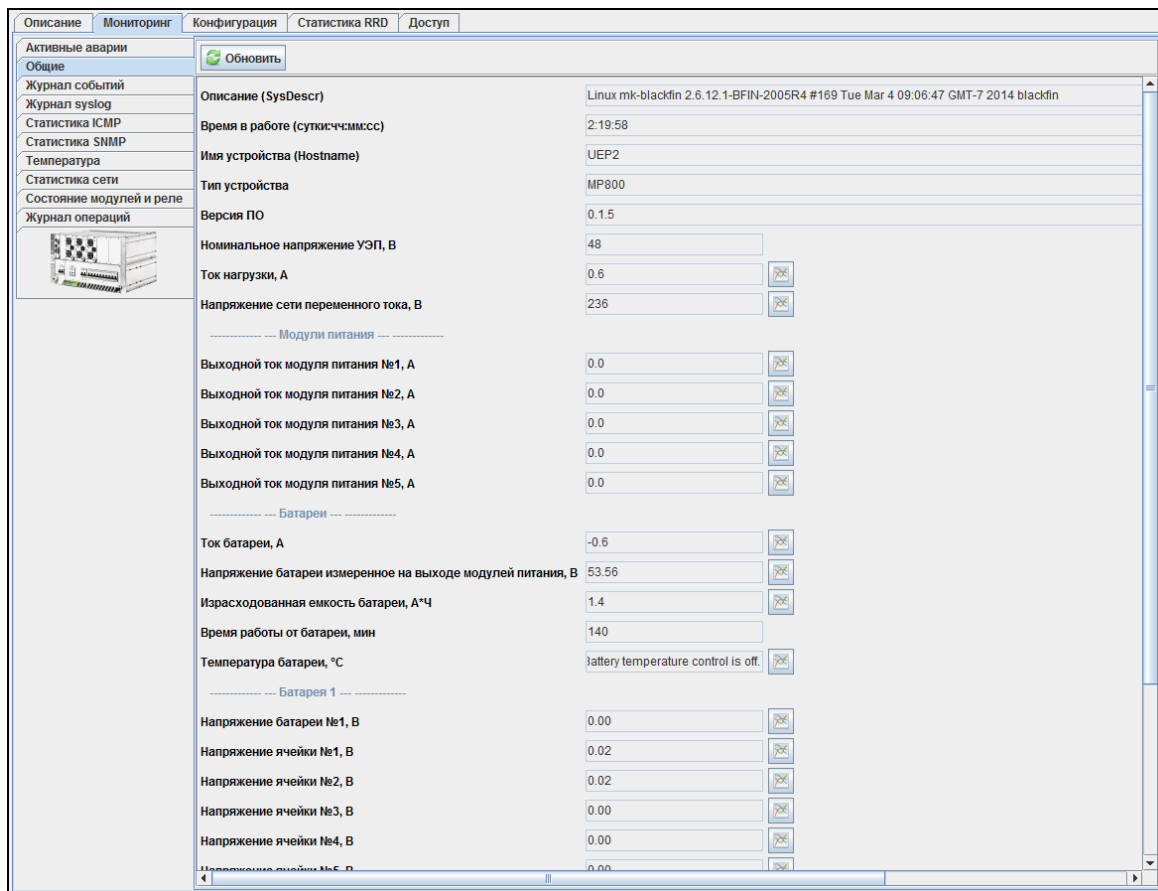 Описание Мониторинг Конфигурация Статистика RRD Доступ
Активные аварии
Общие
Журнал событий
Журнал syslog
Статистика ICMP
Статистика SNMP
Температура
Статистика сети
Состояние модулей и реле
Журнал операций
Обновить
Описание (SysDescr) Linux mk-blackfin 2.6.12.1-BFIN-2005R4 #169 Tue Mar 4 09:06:47 GMT-7 2014 blackfin
Время в работе (сутки:чч:мм:сс) 2:19:58
Имя устройства (Hostname) UEP2
Тип устройства MP800
Версия ПО 0.1.5
Номинальное напряжение УЭП, В 48
Ток нагрузки, А 0.6
Напряжение сети переменного тока, В 236
------------- --- Модули питания --- -------------
Выходной ток модуля питания №1, А 0.0
Выходной ток модуля питания №2, А 0.0
Выходной ток модуля питания №3, А 0.0
Выходной ток модуля питания №4, А 0.0
Выходной ток модуля питания №5, А 0.0
------------- --- Батареи --- -------------
Ток батареи, А -0.6
Напряжение батареи измеренное на выходе модулей питания, В 53.56
Израсходованная емкость батареи, А*Ч 1.4
Время работы от батареи, мин 140
Температура батареи, °C Battery temperature control is off.
------------- --- Батарея 1 --- -------------
Напряжение батареи №1, В 0.00
Напряжение ячейки №1, В 0.02
Напряжение ячейки №2, В 0.02
Напряжение ячейки №3, В 0.00
Напряжение ячейки №4, В 0.00
Напряжение ячейки №5, В 0.00